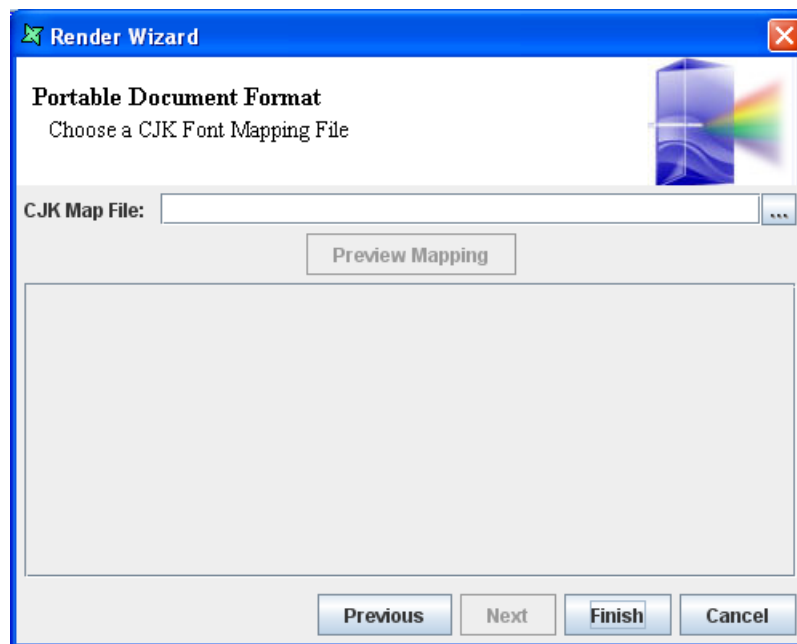 Render Wizard
Portable Document Format
Choose a CJK Font Mapping File
CJK Map File:
...
Preview Mapping
Previous
Next
Finish
Cancel